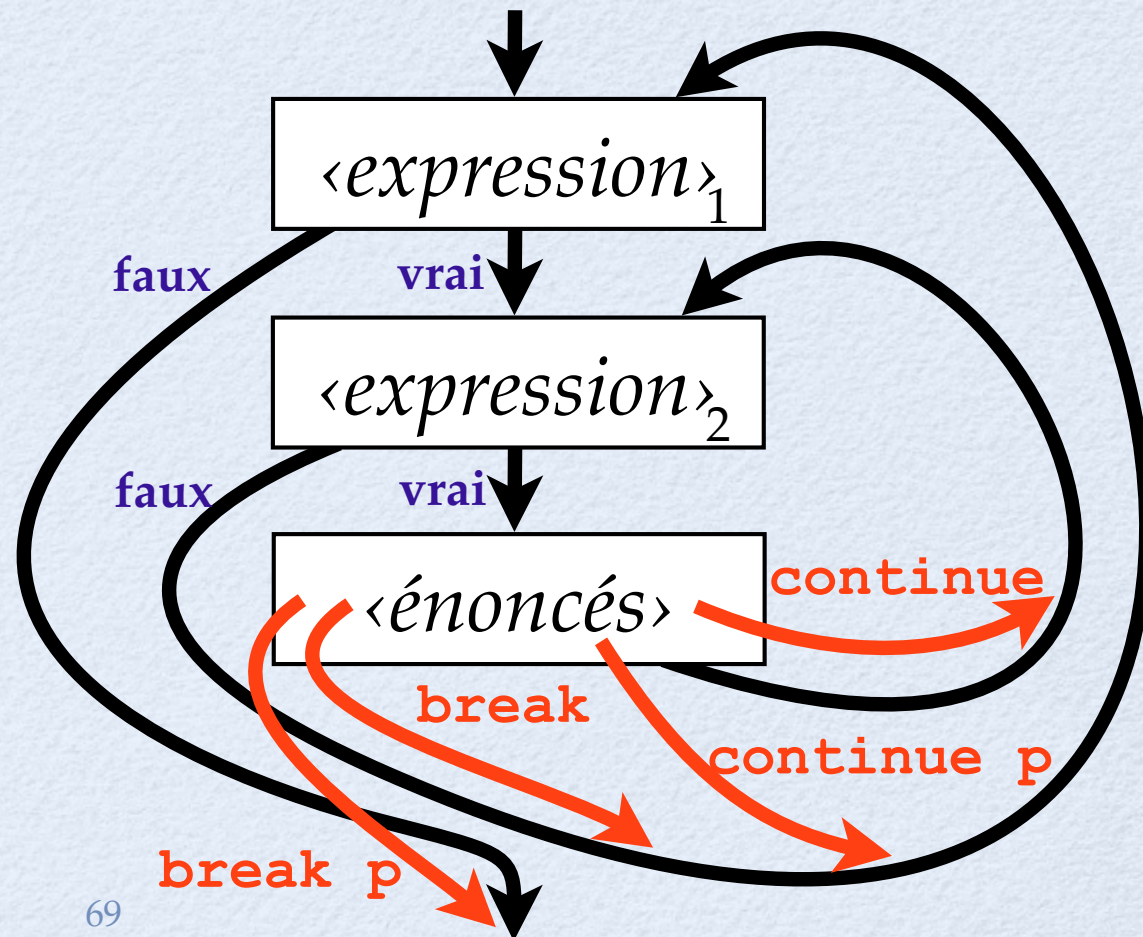 ‹expression›1
faux vrai
‹expression›2
faux vrai
‹énoncés›
continue
break
continue p
break p
69